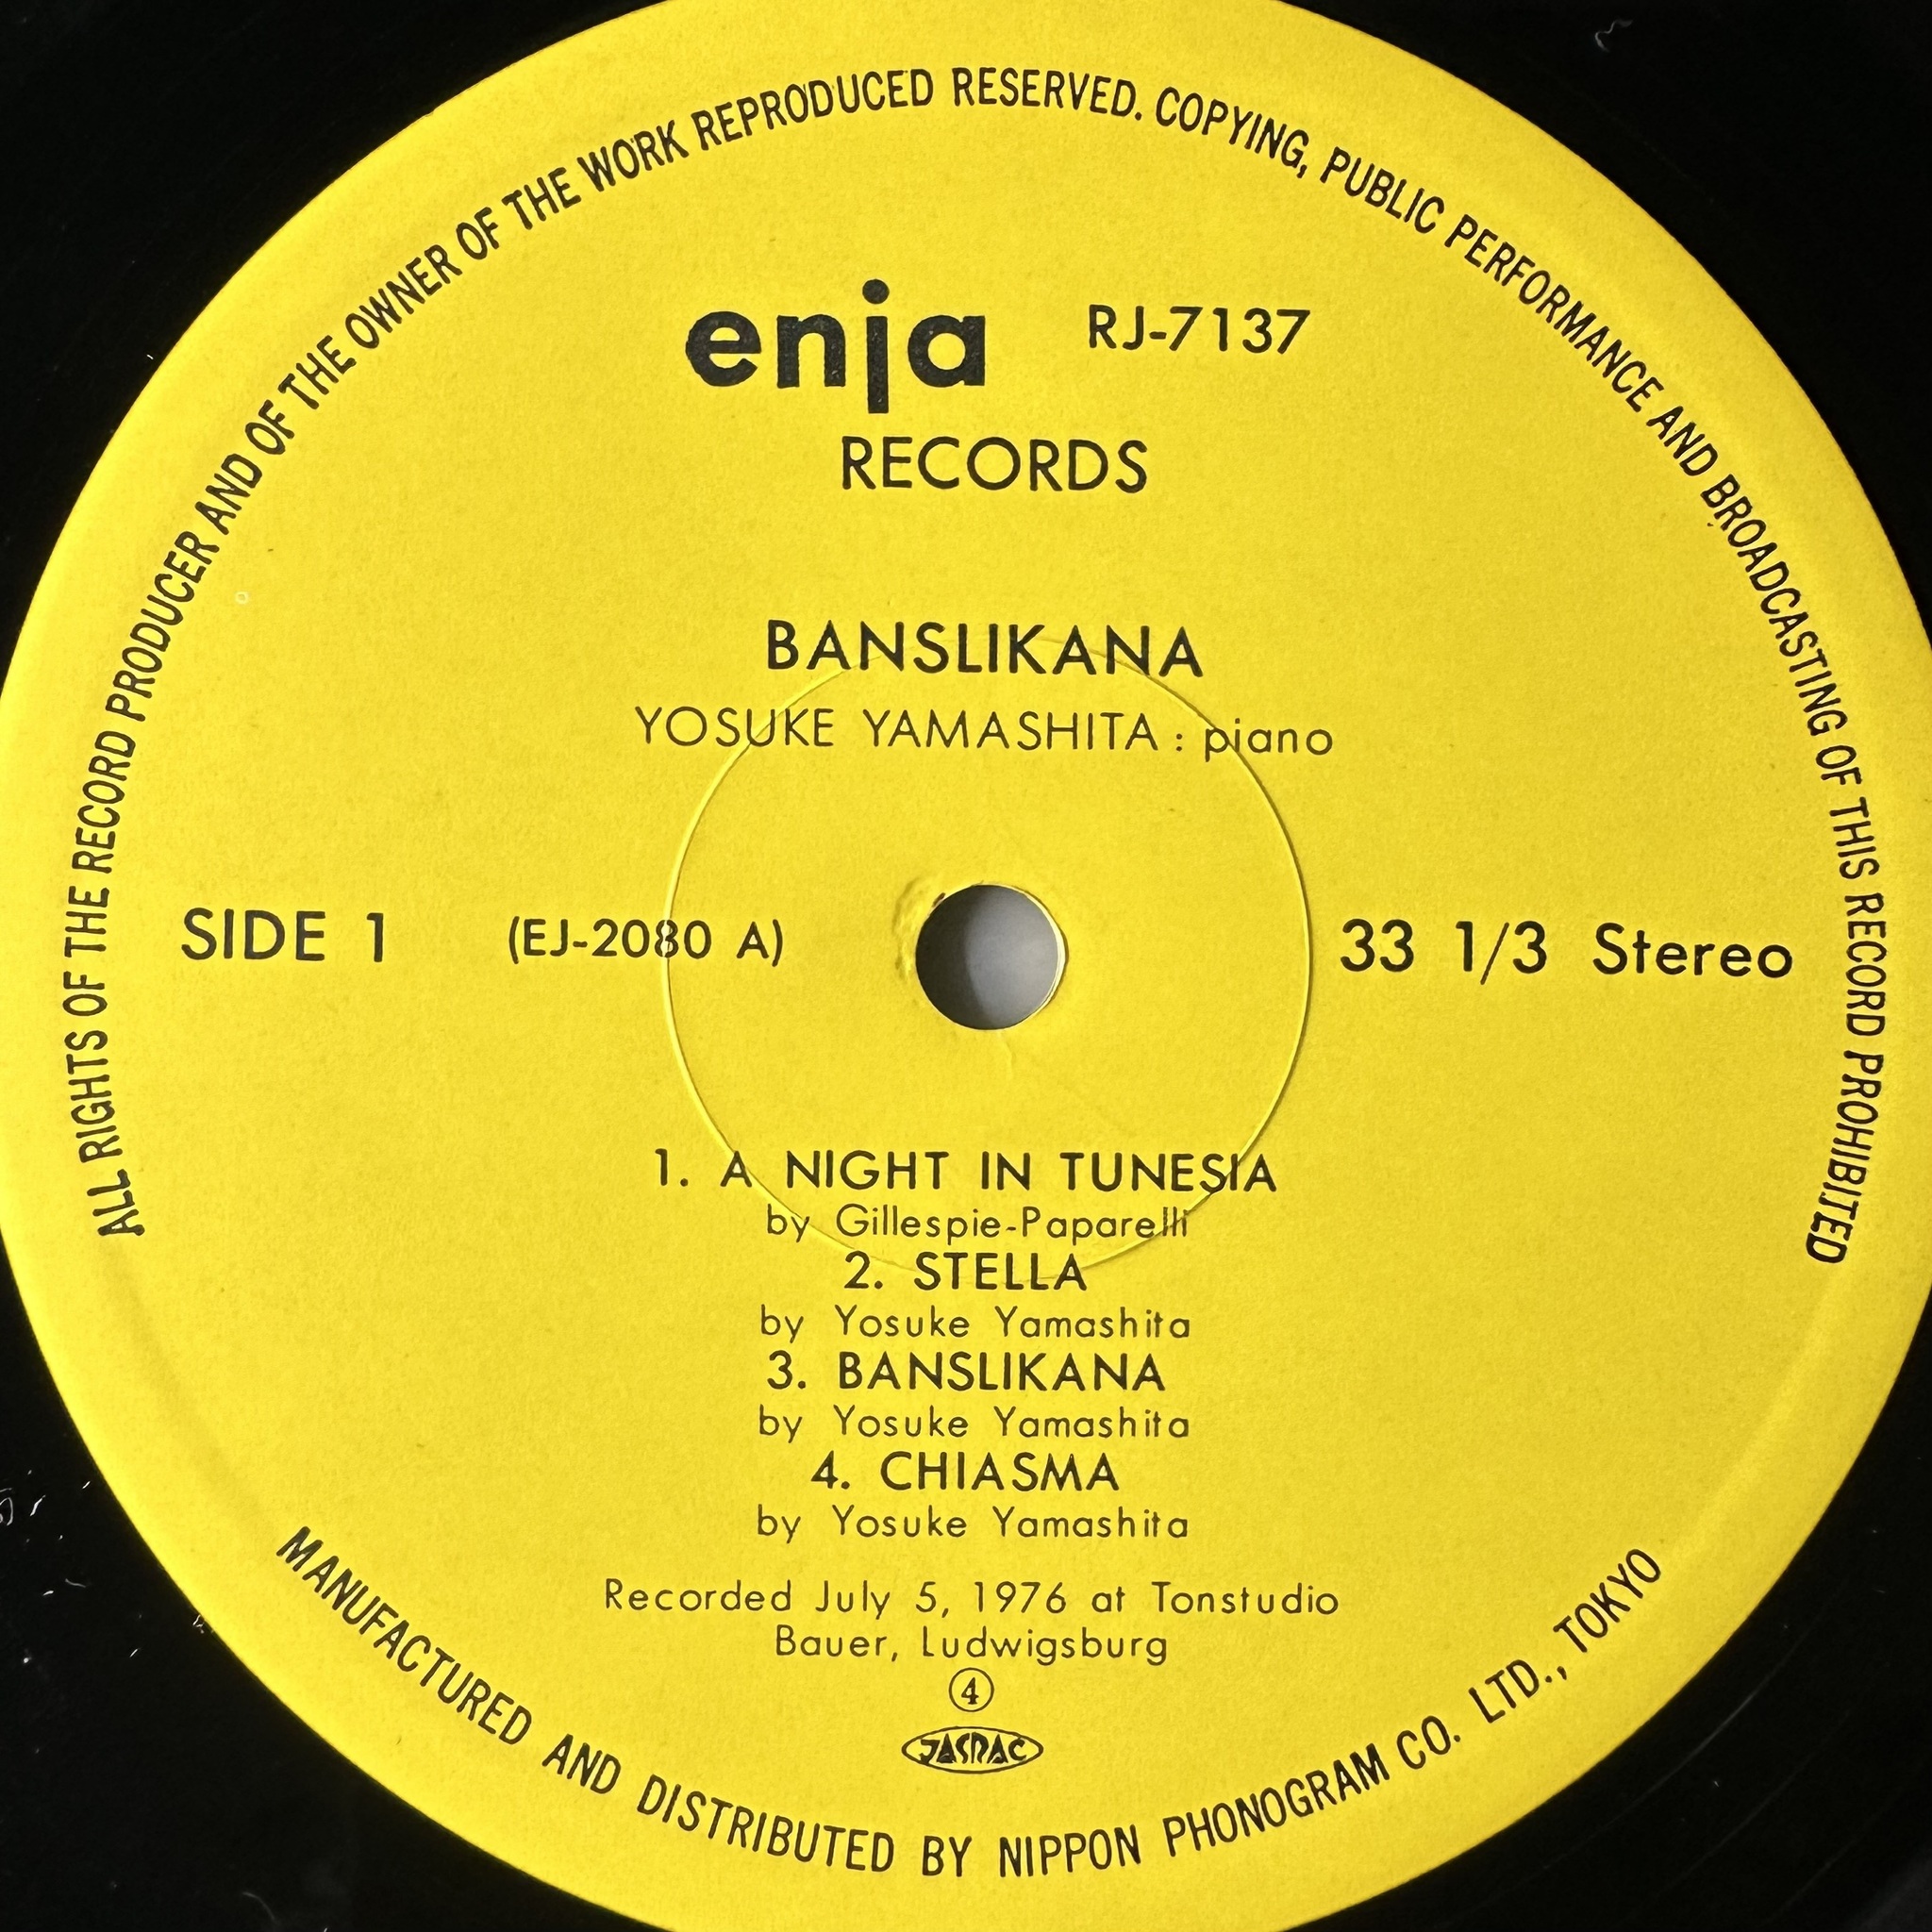 ALL RIGHTS OF THE RECORD PRODUCER AND OF THE OWNER OF THE WORK REPRODUCED RESERVED. COPYING, PUBLIC PERFORMANCE AND BROADCASTING OF THIS RECORD PROHIBITED
enja RJ-7137
RECORDS
BANSLIKANA
YOSUKE YAMASHITA : piano
SIDE 1 (EJ-2080 A) 33 1/3 Stereo
1. A NIGHT IN TUNESIA
by Gillespie-Paparelli
2. STELLA
by Yosuke Yamashita
3. BANSLIKANA
by Yosuke Yamashita
4. CHIASMA
by Yosuke Yamashita
Recorded July 5, 1976 at Tonstudio
Bauer, Ludwigsburg
④
JASRAC
MANUFACTURED AND DISTRIBUTED BY NIPPON PHONOGRAM CO. LTD., TOKYO